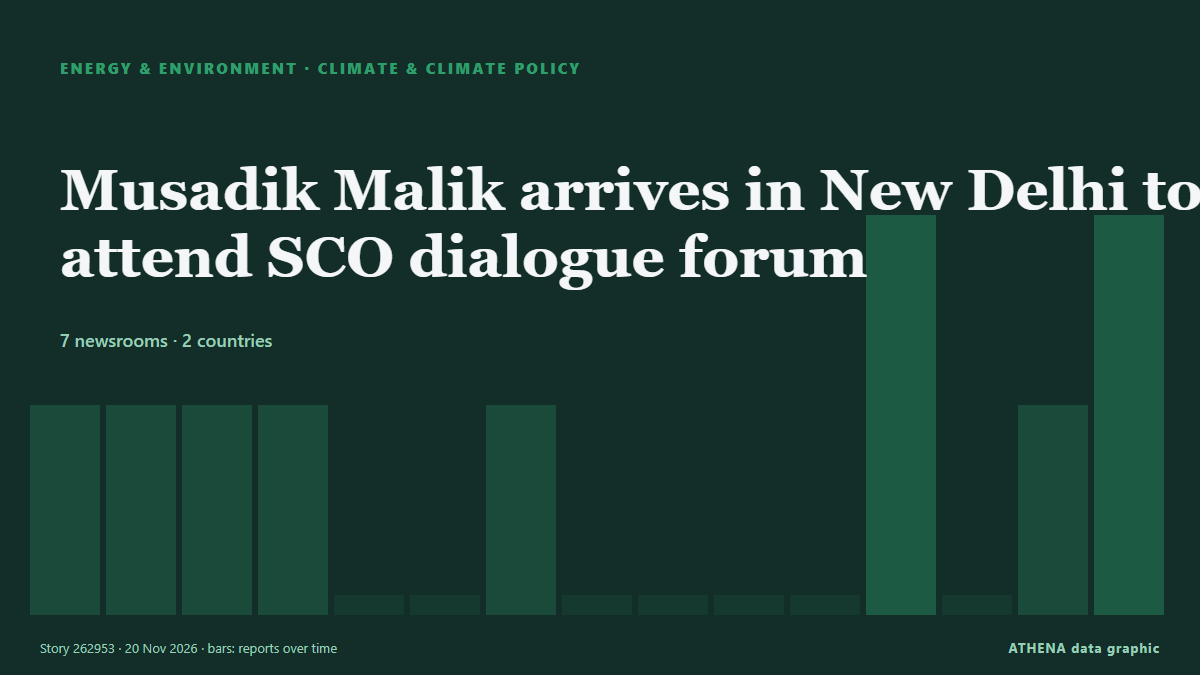 ENERGY & ENVIRONMENT · CLIMATE & CLIMATE POLICY
Musadik Malik arrives in New Delhi to
attend SCO dialogue forum
7 newsrooms · 2 countries
Story 262953 · 20 Nov 2026 · bars: reports over time
ATHENA data graphic